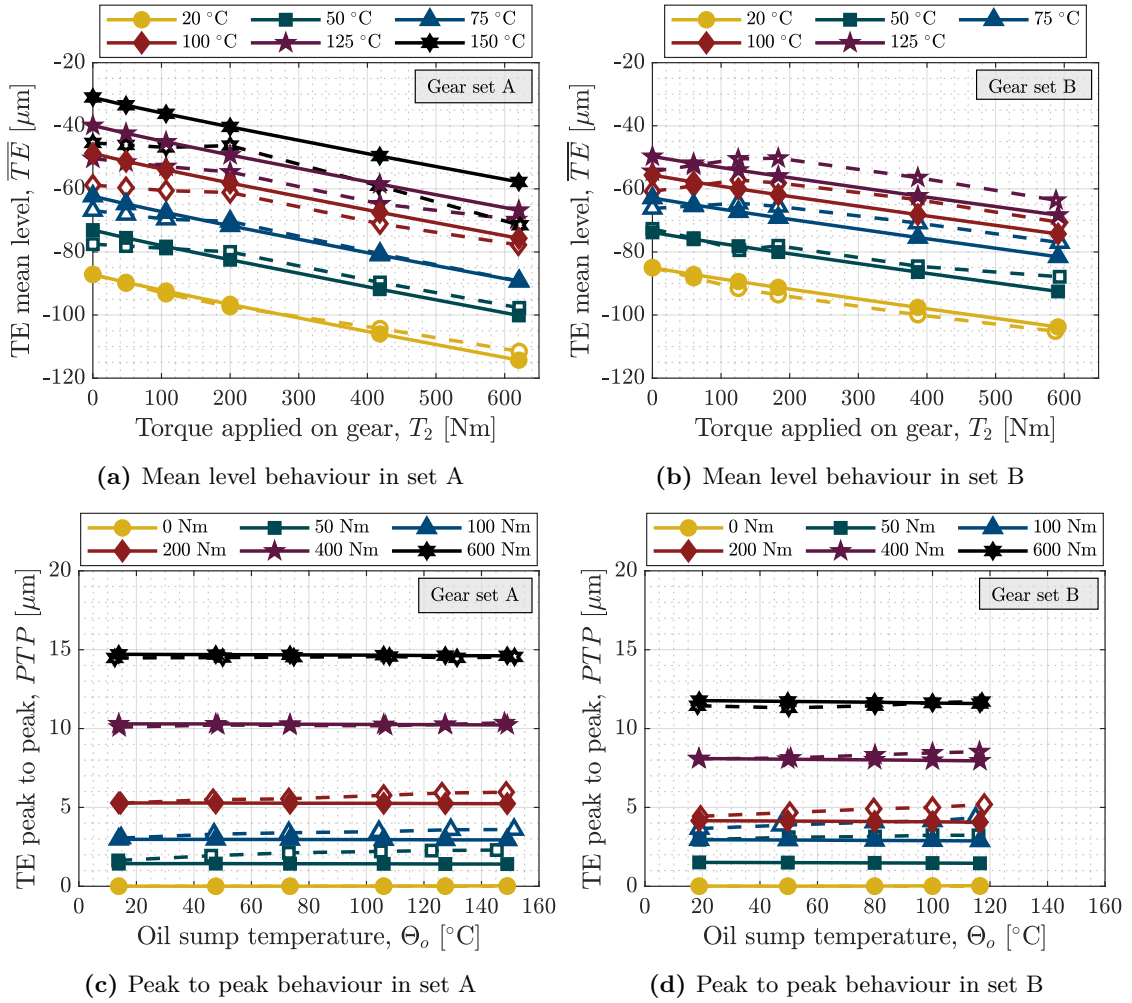 20 °C 50 °C 75 °C
100 °C 125 °C 150 °C
Gear set A
-20
-40
-60
-80
-100
-120
0 100 200 300 400 500 600
TE mean level, TE [μm]
Torque applied on gear, T2 [Nm]
(a) Mean level behaviour in set A
20 °C 50 °C 75 °C
100 °C 125 °C
Gear set B
-20
-40
-60
-80
-100
-120
0 100 200 300 400 500 600
TE mean level, TE [μm]
Torque applied on gear, T2 [Nm]
(b) Mean level behaviour in set B
0 Nm 50 Nm 100 Nm
200 Nm 400 Nm 600 Nm
Gear set A
20
15
10
5
0
0 20 40 60 80 100 120 140 160
TE peak to peak, PTP [μm]
Oil sump temperature, Θo [°C]
(c) Peak to peak behaviour in set A
0 Nm 50 Nm 100 Nm
200 Nm 400 Nm 600 Nm
Gear set B
20
15
10
5
0
0 20 40 60 80 100 120 140 160
TE peak to peak, PTP [μm]
Oil sump temperature, Θo [°C]
(d) Peak to peak behaviour in set B